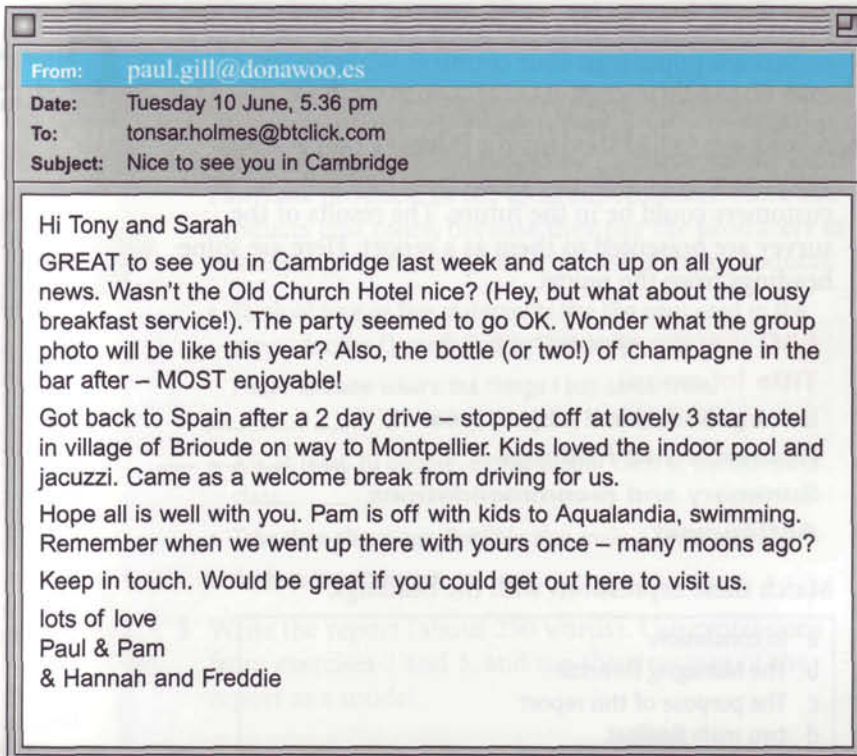 From: paul.gill@donawoo.es
Date: Tuesday 10 June, 5.36 pm
To: tonsar.holmes@btclick.com
Subject: Nice to see you in Cambridge
Hi Tony and Sarah
GREAT to see you in Cambridge last week and catch up on all your
news. Wasn't the Old Church Hotel nice? (Hey, but what about the lousy
breakfast service!). The party seemed to go OK. Wonder what the group
photo will be like this year? Also, the bottle (or two!) of champagne in the
bar after – MOST enjoyable!
Got back to Spain after a 2 day drive – stopped off at lovely 3 star hotel
in village of Brioude on way to Montpellier. Kids loved the indoor pool and
jacuzzi. Came as a welcome break from driving for us.
Hope all is well with you. Pam is off with kids to Aqualandia, swimming.
Remember when we went up there with yours once – many moons ago?
Keep in touch. Would be great if you could get out here to visit us.
lots of love
Paul & Pam
& Hannah and Freddie